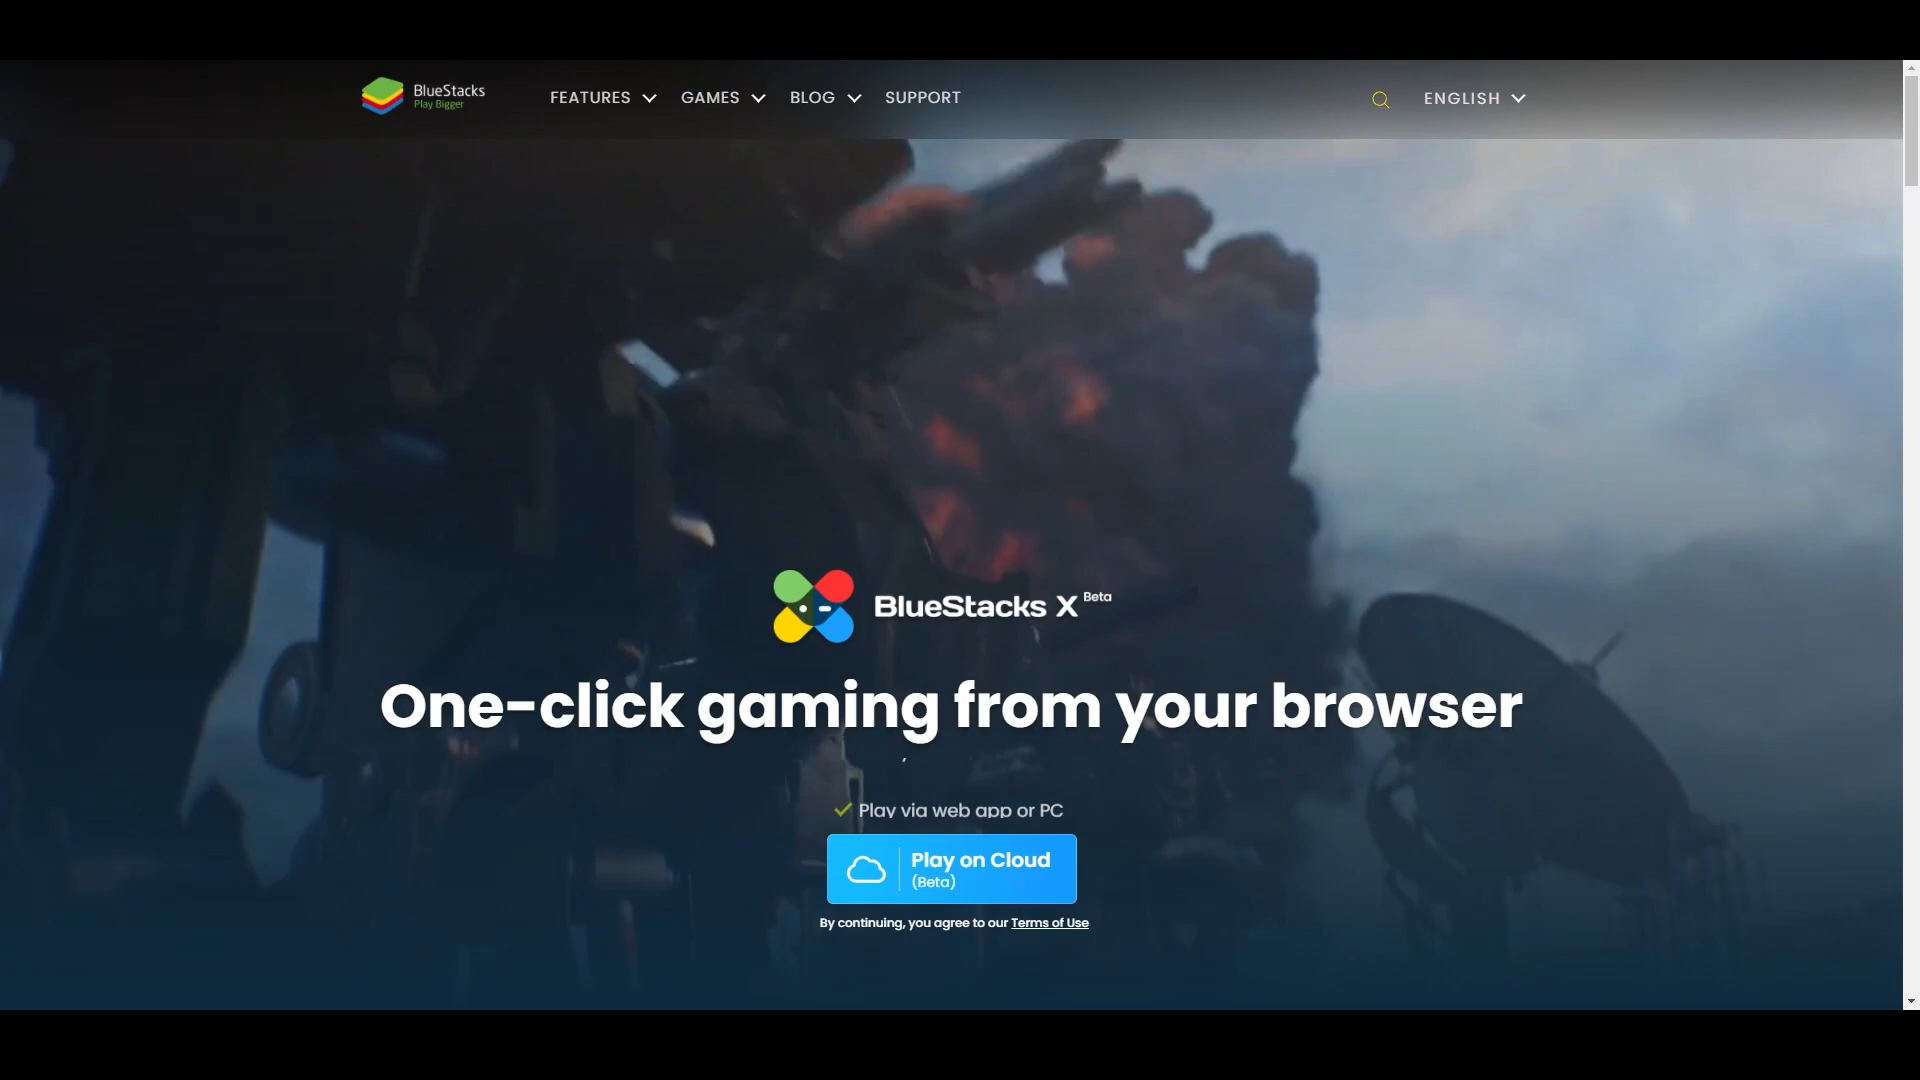 BlueStacks
Play Bigger
FEATURES GAMES BLOG SUPPORT ENGLISH
BlueStacks X Beta
One-click gaming from your browser
Play via web app or PC
Play on Cloud
(Beta)
By continuing, you agree to our Terms of Use